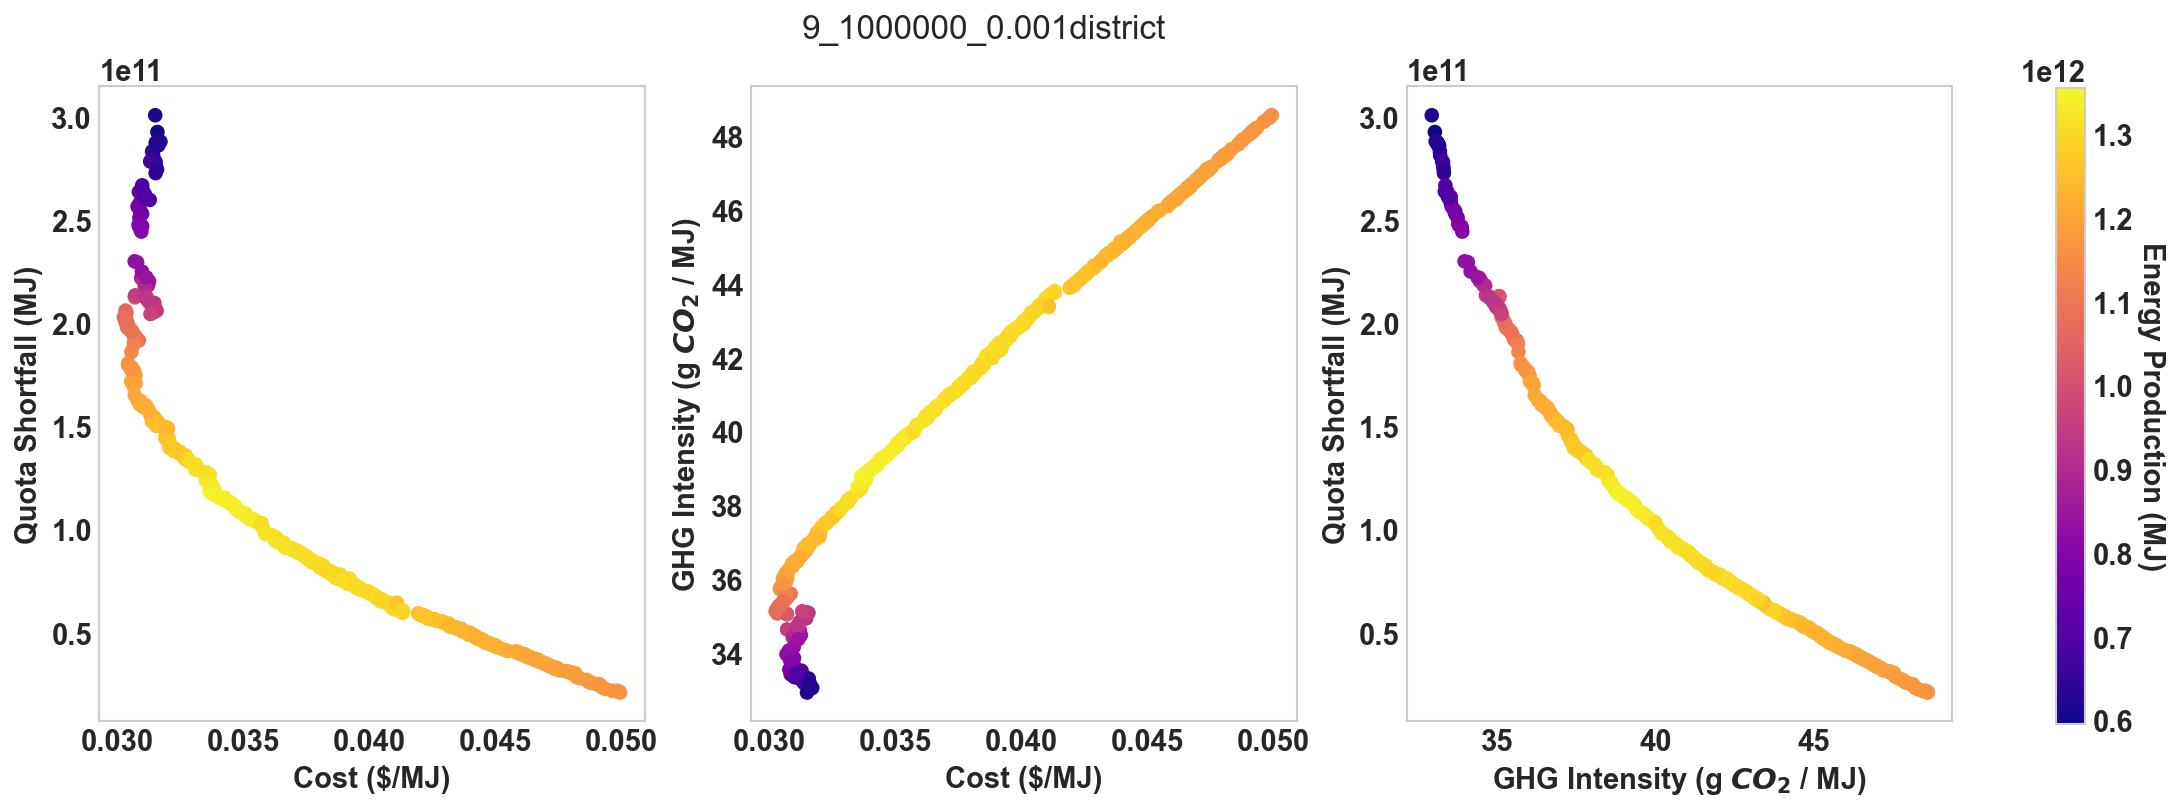 9_1000000_0.001district
1e11
3.0
2.5
2.0
1.5
1.0
0.5
Quota Shortfall (MJ)
0.030 0.035 0.040 0.045 0.050
Cost ($/MJ)
48
46
44
42
40
38
36
34
GHG Intensity (g CO₂ / MJ)
0.030 0.035 0.040 0.045 0.050
Cost ($/MJ)
1e11
3.0
2.5
2.0
1.5
1.0
0.5
Quota Shortfall (MJ)
35 40 45
GHG Intensity (g CO₂ / MJ)
1e12
1.3
1.2
1.1
1.0
0.9
0.8
0.7
0.6
Energy Production (MJ)